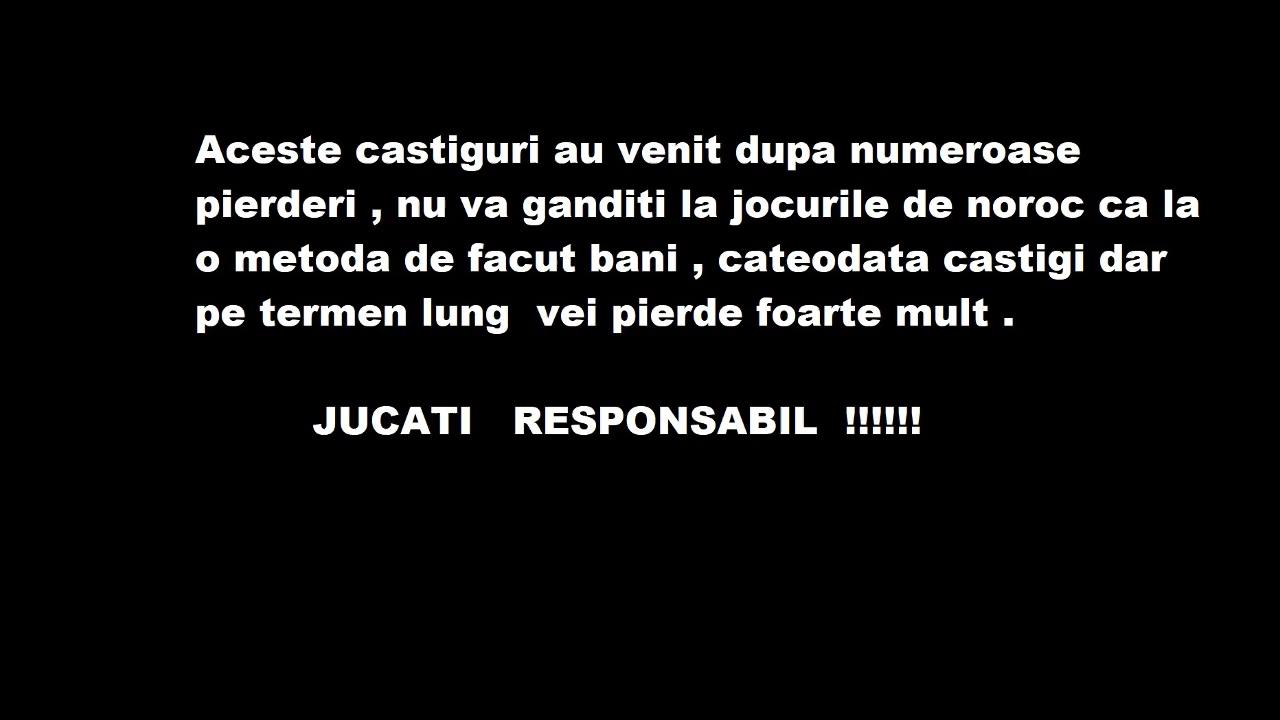 Aceste castiguri au venit dupa numeroase
pierderi , nu va ganditi la jocurile de noroc ca la
o metoda de facut bani , cateodata castigi dar
pe termen lung  vei pierde foarte mult .
JUCATI   RESPONSABIL  !!!!!!